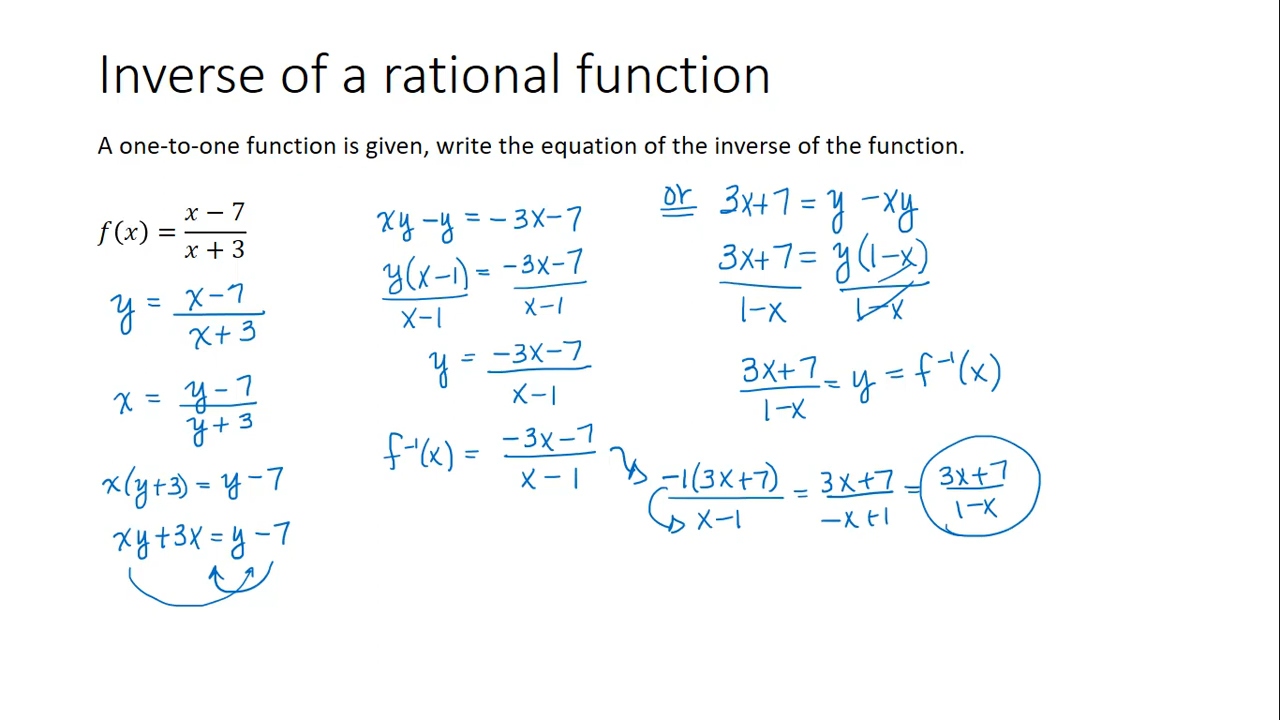 Inverse of a rational function
A one-to-one function is given, write the equation of the inverse of the function.
f(x) = (x − 7)/(x + 3)
y = (x − 7)/(x + 3)
x = (y − 7)/(y + 3)
x(y+3) = y − 7
xy + 3x = y − 7
xy − y = −3x − 7
y(x−1)/(x−1) = (−3x−7)/(x−1)
y = (−3x−7)/(x−1)
f⁻¹(x) = (−3x−7)/(x−1)
or 3x+7 = y − xy
(3x+7)/(1−x) = y(1−x)/(1−x)
(3x+7)/(1−x) = y = f⁻¹(x)
−1(3x+7)/(x−1) = (3x+7)/(−x+1) = (3x+7)/(1−x)